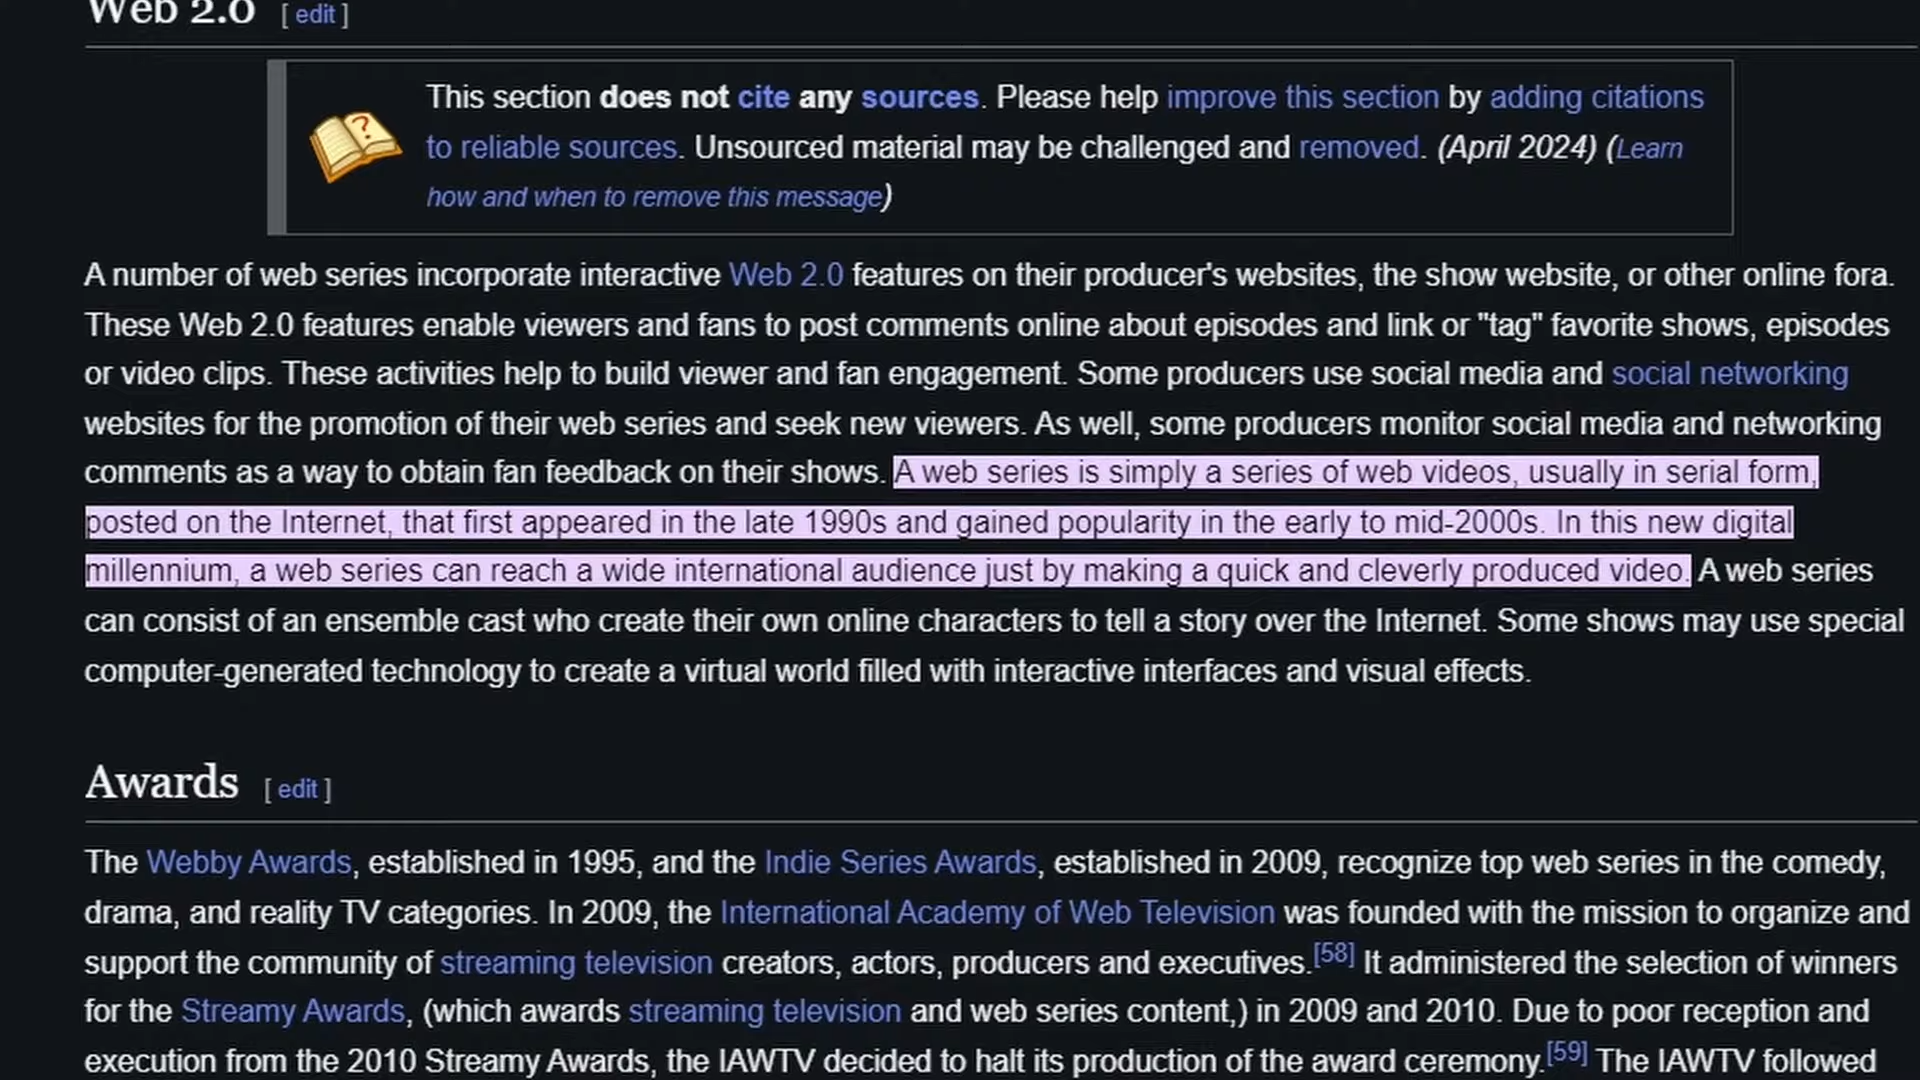 Web 2.0 [ edit ]
This section does not cite any sources. Please help improve this section by adding citations
to reliable sources. Unsourced material may be challenged and removed. (April 2024) (Learn
how and when to remove this message)
A number of web series incorporate interactive Web 2.0 features on their producer's websites, the show website, or other online fora.
These Web 2.0 features enable viewers and fans to post comments online about episodes and link or "tag" favorite shows, episodes
or video clips. These activities help to build viewer and fan engagement. Some producers use social media and social networking
websites for the promotion of their web series and seek new viewers. As well, some producers monitor social media and networking
comments as a way to obtain fan feedback on their shows. A web series is simply a series of web videos, usually in serial form,
posted on the Internet, that first appeared in the late 1990s and gained popularity in the early to mid-2000s. In this new digital
millennium, a web series can reach a wide international audience just by making a quick and cleverly produced video. A web series
can consist of an ensemble cast who create their own online characters to tell a story over the Internet. Some shows may use special
computer-generated technology to create a virtual world filled with interactive interfaces and visual effects.
Awards [ edit ]
The Webby Awards, established in 1995, and the Indie Series Awards, established in 2009, recognize top web series in the comedy,
drama, and reality TV categories. In 2009, the International Academy of Web Television was founded with the mission to organize and
support the community of streaming television creators, actors, producers and executives.[58] It administered the selection of winners
for the Streamy Awards, (which awards streaming television and web series content,) in 2009 and 2010. Due to poor reception and
execution from the 2010 Streamy Awards, the IAWTV decided to halt its production of the award ceremony.[59] The IAWTV followed